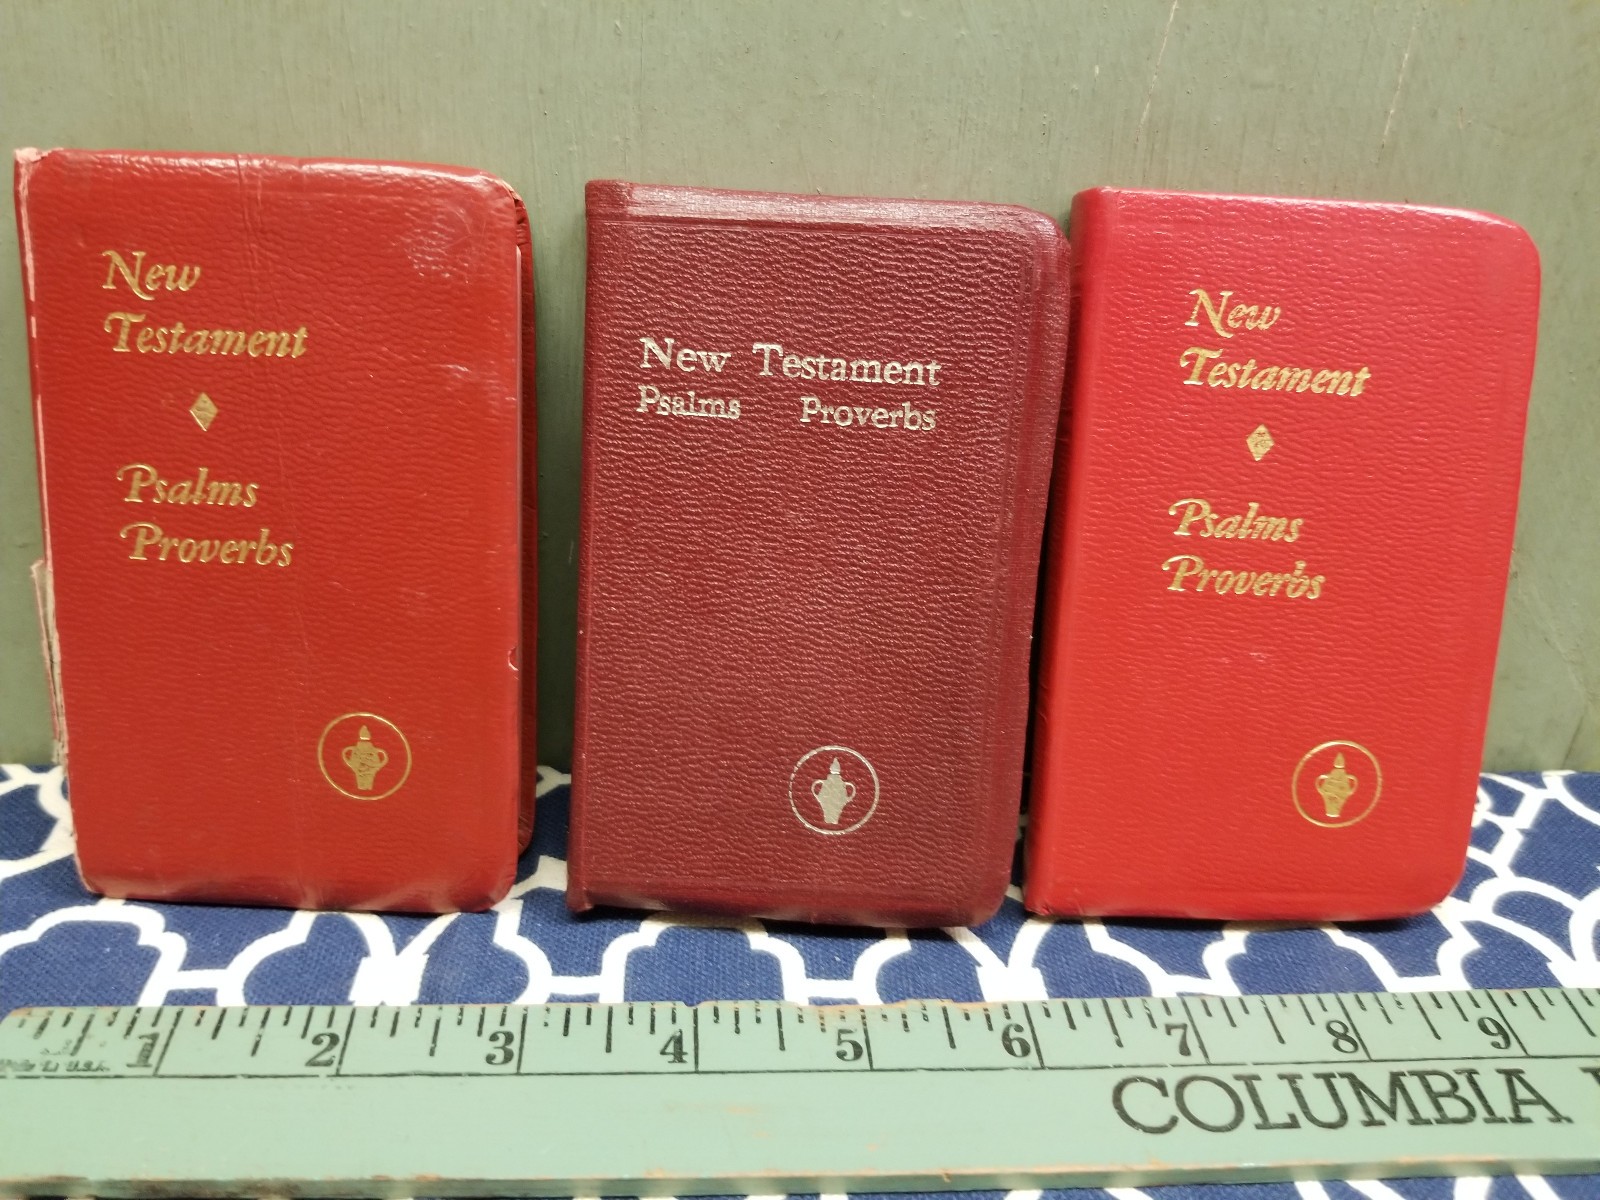 New
Testament
Psalms
Proverbs
New Testament
Psalms Proverbs
New
Testament
Psalms
Proverbs
1 2 3 4 5 6 7 8 9
U.S.A.
COLUMBIA